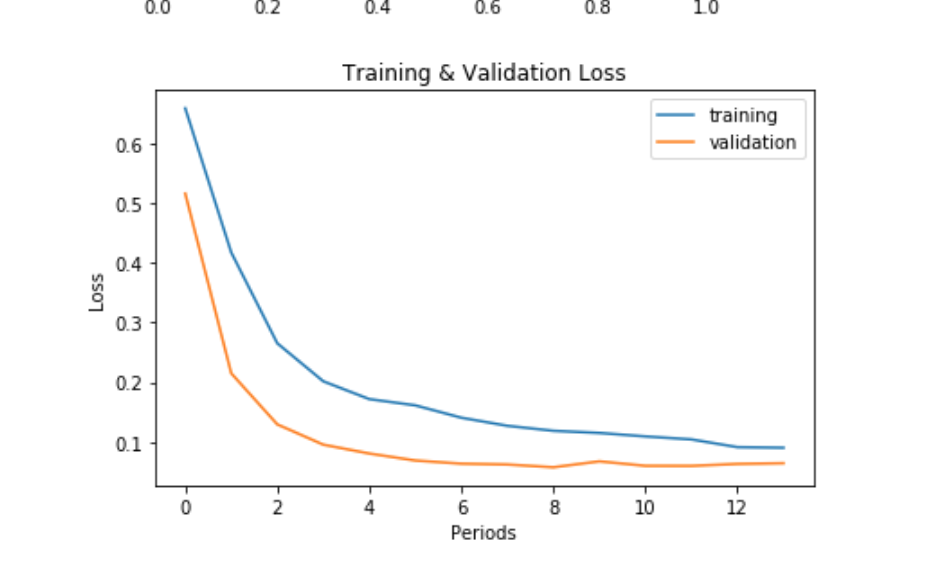 0.0 0.2 0.4 0.6 0.8 1.0
Training & Validation Loss
training
validation
0.6
0.5
0.4
0.3
0.2
0.1
Loss
0 2 4 6 8 10 12
Periods